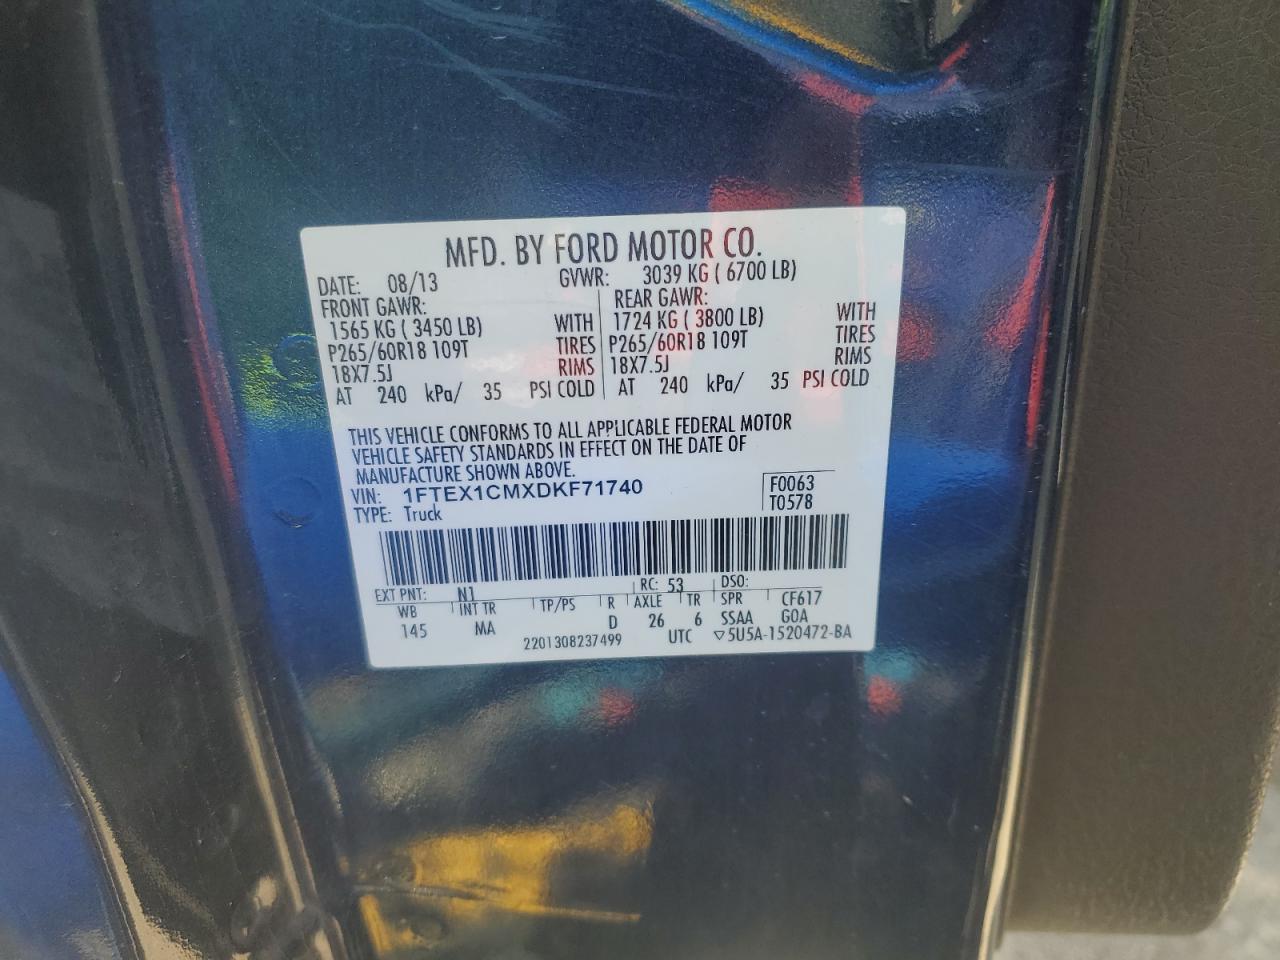 MFD. BY FORD MOTOR CO.
DATE: 08/13 GVWR: 3039 KG ( 6700 LB)
FRONT GAWR: REAR GAWR:
1565 KG ( 3450 LB) WITH 1724 KG ( 3800 LB) WITH
P265/60R18 109T TIRES P265/60R18 109T TIRES
18X7.5J RIMS 18X7.5J RIMS
AT 240 kPa/ 35 PSI COLD AT 240 kPa/ 35 PSI COLD
THIS VEHICLE CONFORMS TO ALL APPLICABLE FEDERAL MOTOR
VEHICLE SAFETY STANDARDS IN EFFECT ON THE DATE OF
MANUFACTURE SHOWN ABOVE.
VIN: 1FTEX1CMXDKF71740 F0063
TYPE: Truck T0578
EXT PNT: N1 RC: 53 DSO:
WB INT TR TP/PS R AXLE TR SPR CF617
145 MA D 26 6 SSAA GOA
2201308237499 UTC ▽5U5A-1520472-BA